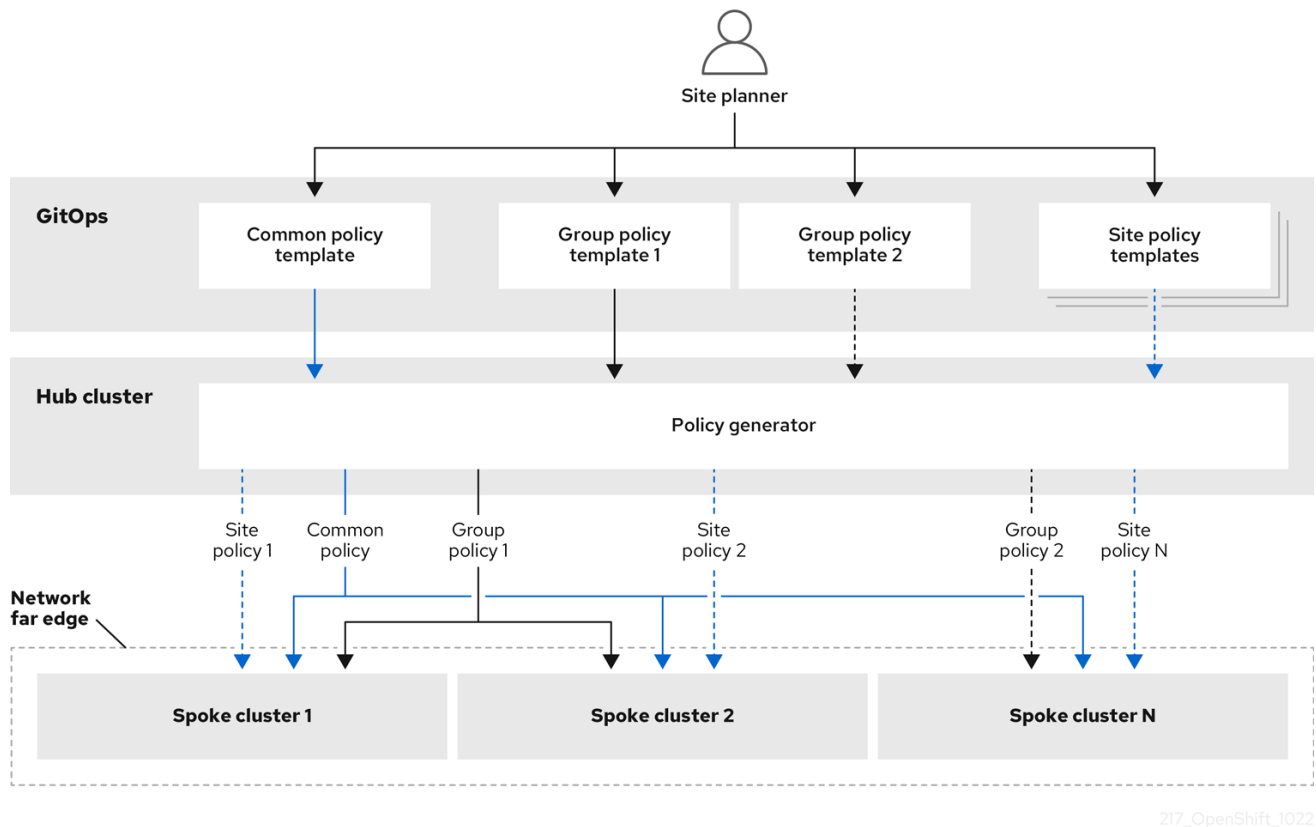 Site planner
GitOps
Common policy
template
Group policy
template 1
Group policy
template 2
Site policy
templates
Hub cluster
Policy generator
Site
policy 1
Common
policy
Group
policy 1
Site
policy 2
Group
policy 2
Site
policy N
Network
far edge
Spoke cluster 1
Spoke cluster 2
Spoke cluster N
217_OpenShift_1022